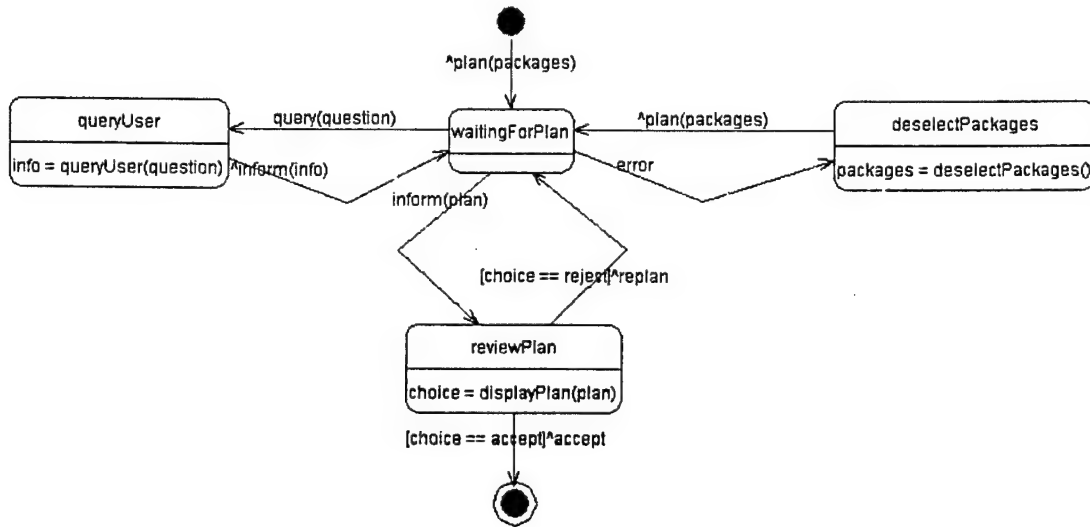 ^plan(packages)
queryUser
info = queryUser(question)
query(question)
^inform(info)
waitingForPlan
^plan(packages)
error
deselectPackages
packages = deselectPackages()
inform(plan)
[choice == reject]^replan
reviewPlan
choice = displayPlan(plan)
[choice == accept]^accept